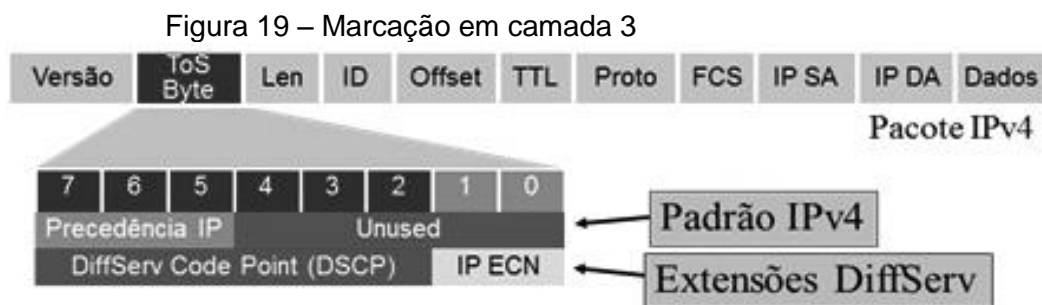 Figura 19 – Marcação em camada 3
Versão ToS Byte Len ID Offset TTL Proto FCS IP SA IP DA Dados
Pacote IPv4
7 6 5 4 3 2 1 0
Precedência IP Unused
Padrão IPv4
DiffServ Code Point (DSCP) IP ECN
Extensões DiffServ